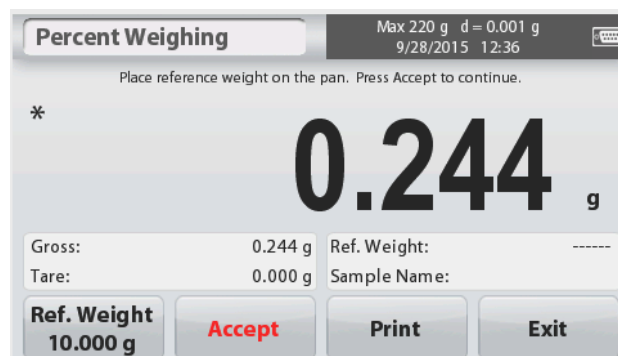 Percent Weighing
Max 220 g d = 0.001 g
9/28/2015 12:36
Place reference weight on the pan. Press Accept to continue.
*
0.244 g
Gross: 0.244 g Ref. Weight: ------
Tare: 0.000 g Sample Name:
Ref. Weight
10.000 g
Accept
Print
Exit